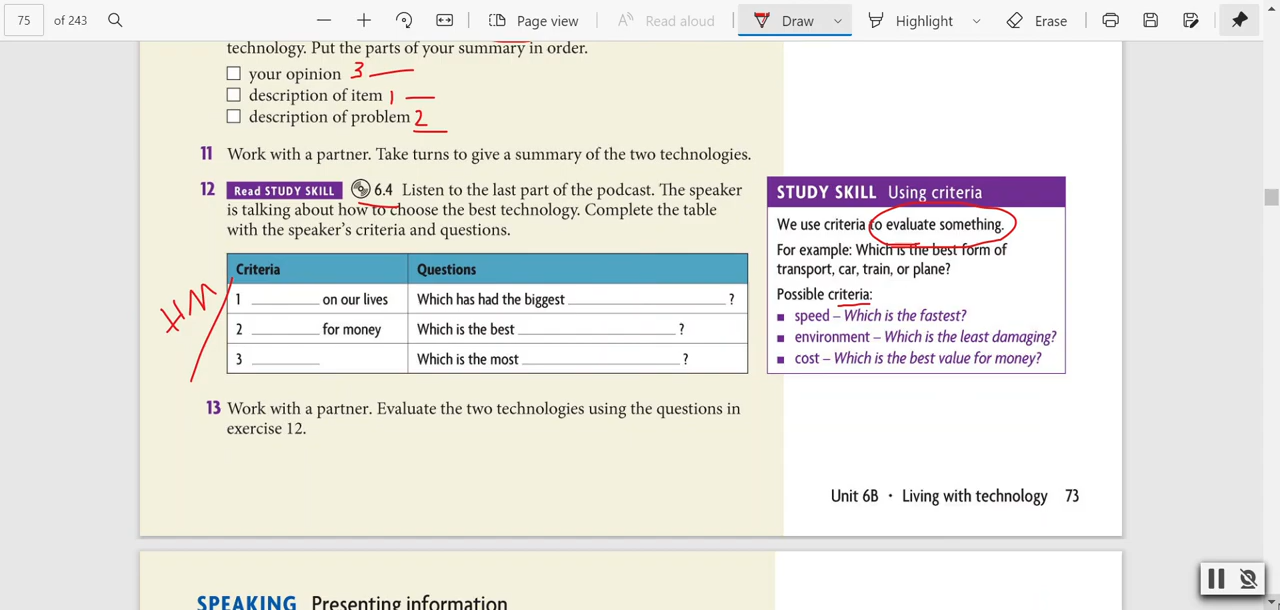 75 of 243 Page view Read aloud Draw Highlight Erase
technology. Put the parts of your summary in order.
your opinion 3
description of item 1
description of problem 2
11 Work with a partner. Take turns to give a summary of the two technologies.
12 Read STUDY SKILL 6.4 Listen to the last part of the podcast. The speaker
is talking about how to choose the best technology. Complete the table
with the speaker's criteria and questions.
HM
Criteria Questions
1 ________ on our lives Which has had the biggest ________ ?
2 ________ for money Which is the best ________ ?
3 ________ Which is the most ________ ?
13 Work with a partner. Evaluate the two technologies using the questions in
exercise 12.
STUDY SKILL Using criteria
We use criteria to evaluate something.
For example: Which is the best form of
transport, car, train, or plane?
Possible criteria:
speed – Which is the fastest?
environment – Which is the least damaging?
cost – Which is the best value for money?
Unit 6B • Living with technology 73
SPEAKING Presenting information